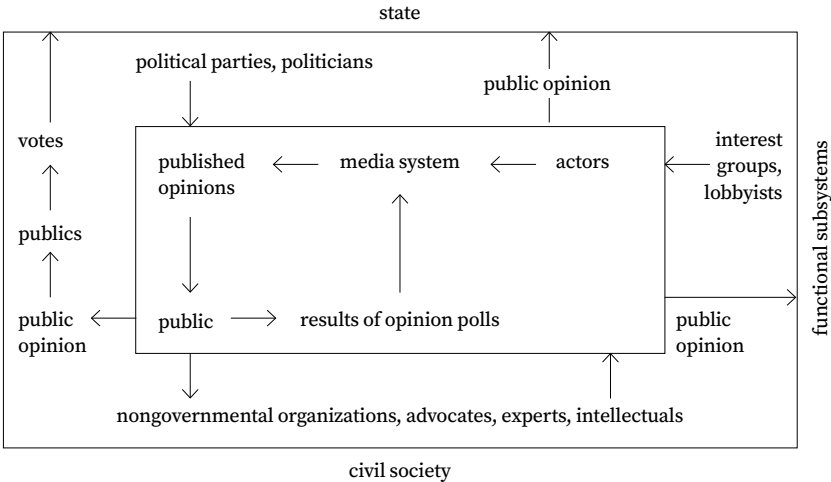 state
political parties, politicians
public opinion
votes
published
opinions
media system
actors
interest
groups,
lobbyists
functional subsystems
publics
public
opinion
public
results of opinion polls
public
opinion
nongovernmental organizations, advocates, experts, intellectuals
civil society